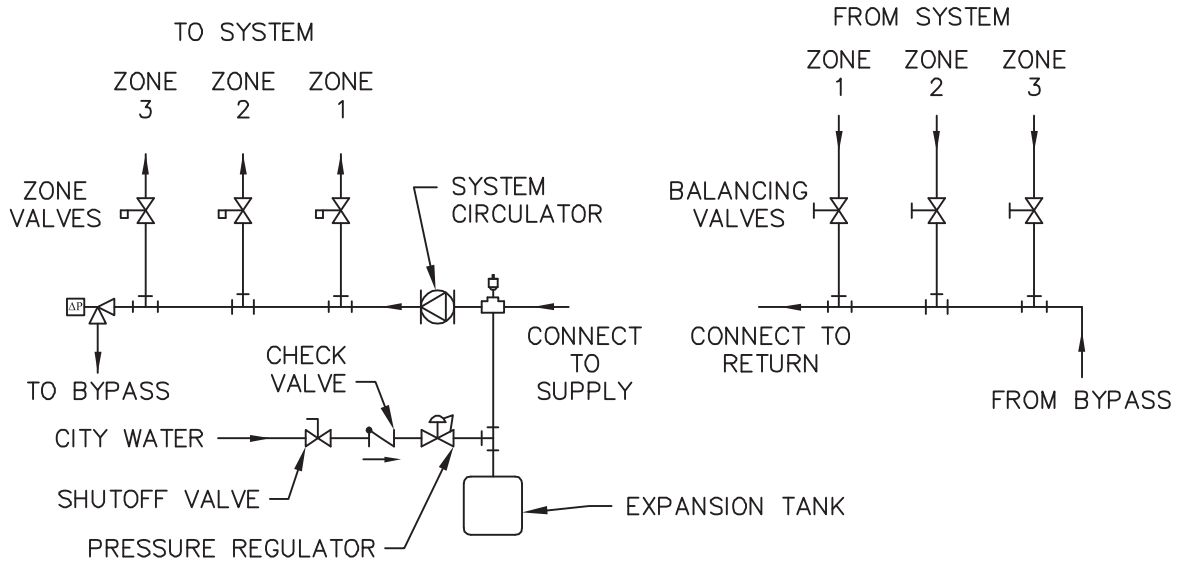 TO SYSTEM
ZONE
3
ZONE
2
ZONE
1
ZONE
VALVES
SYSTEM
CIRCULATOR
ΔP
TO BYPASS
CONNECT
TO
SUPPLY
CHECK
VALVE
CITY WATER
SHUTOFF VALVE
PRESSURE REGULATOR
EXPANSION TANK
FROM SYSTEM
ZONE
1
ZONE
2
ZONE
3
BALANCING
VALVES
CONNECT TO
RETURN
FROM BYPASS